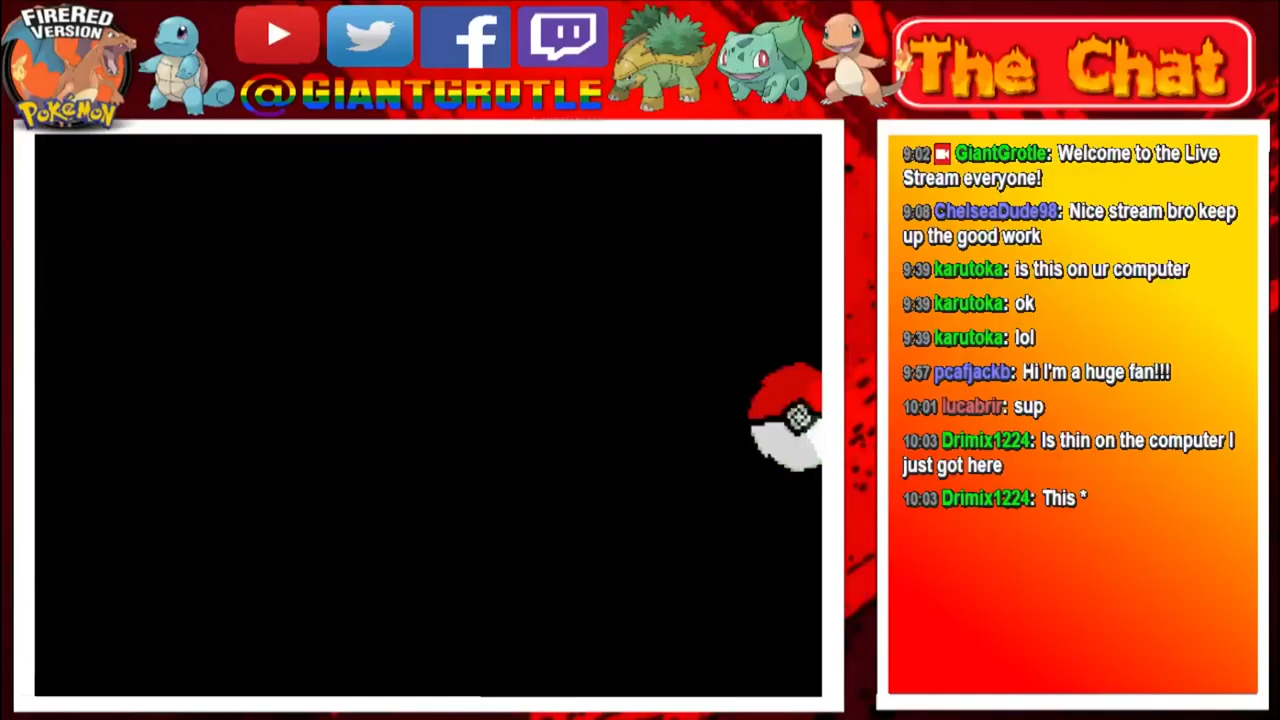 FIRERED
VERSION
POKéMON
@GIANTGROTLE
The Chat
9:02 GiantGrotle: Welcome to the Live
Stream everyone!
9:08 ChelseaDude98: Nice stream bro keep
up the good work
9:39 karutoka: is this on ur computer
9:39 karutoka: ok
9:39 karutoka: lol
9:57 pcafjackb: Hi I'm a huge fan!!!
10:01 lucabrir: sup
10:03 Drimix1224: Is thin on the computer I
just got here
10:03 Drimix1224: This *